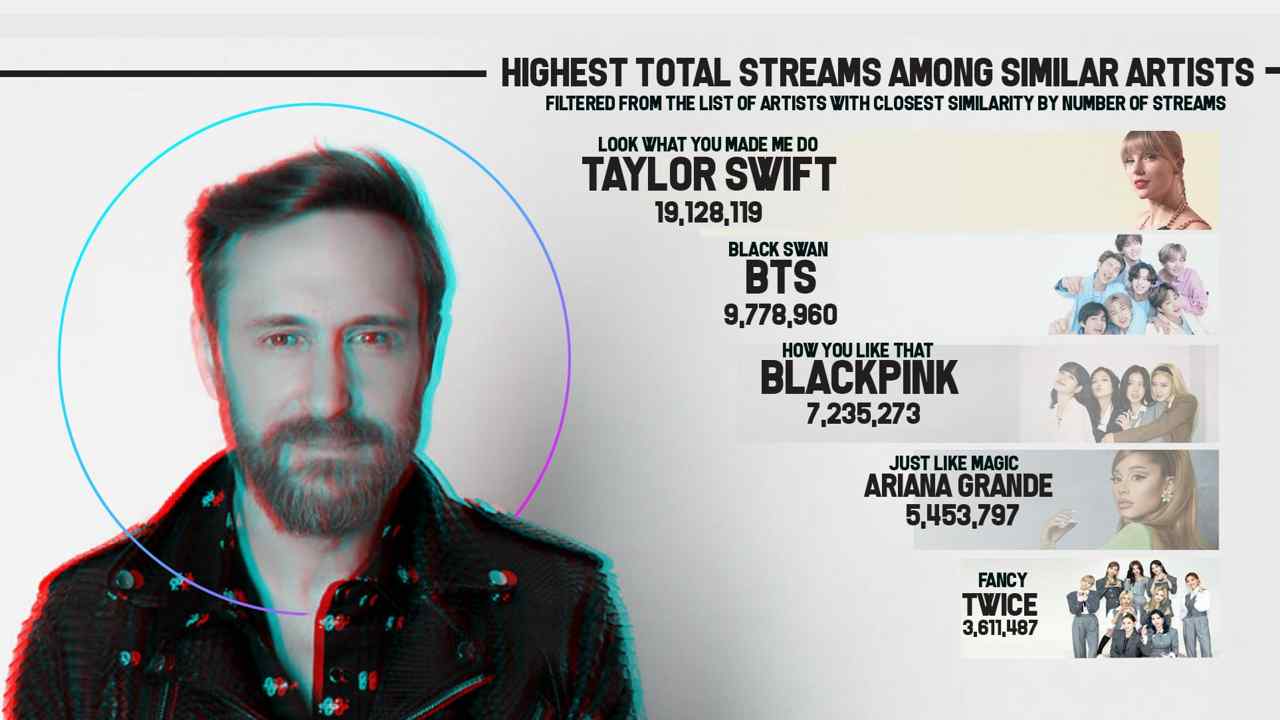 HIGHEST TOTAL STREAMS AMONG SIMILAR ARTISTS
FILTERED FROM THE LIST OF ARTISTS WITH CLOSEST SIMILARITY BY NUMBER OF STREAMS
LOOK WHAT YOU MADE ME DO
TAYLOR SWIFT
19,128,119
BLACK SWAN
BTS
9,778,960
HOW YOU LIKE THAT
BLACKPINK
7,235,273
JUST LIKE MAGIC
ARIANA GRANDE
5,453,797
FANCY
TWICE
3,611,487